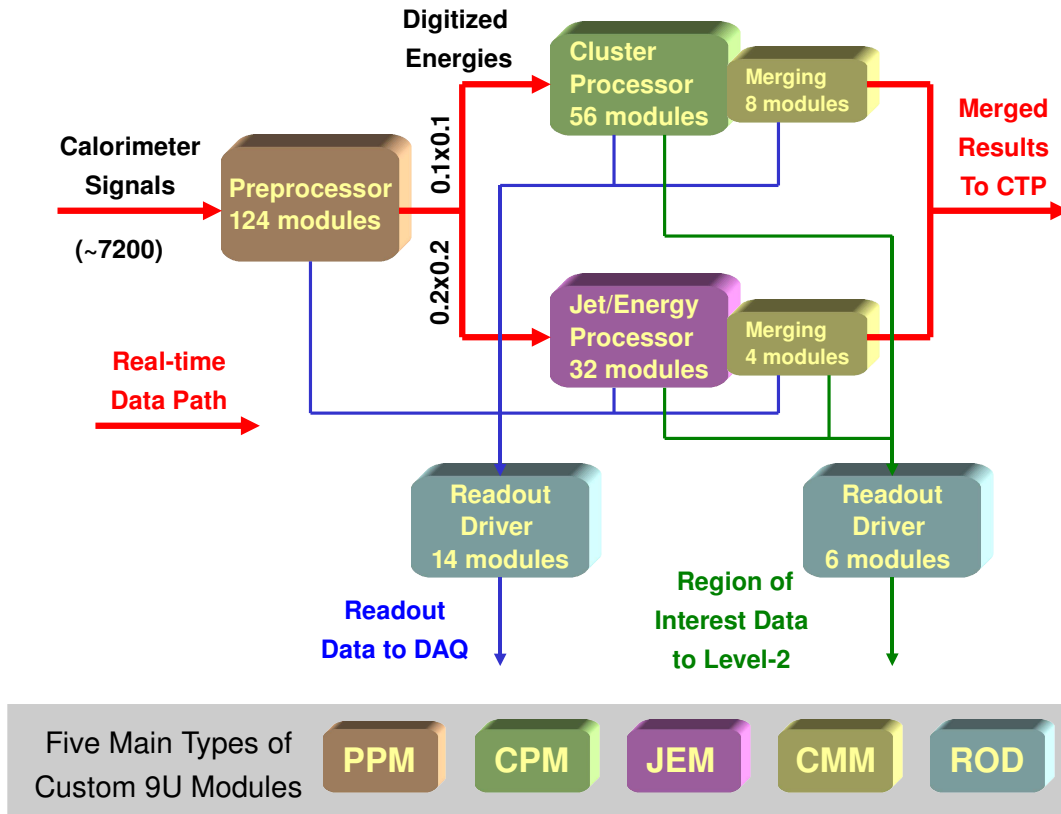 Digitized
Energies
Cluster
Processor
56 modules
Merging
8 modules
Merged
Results
To CTP
Calorimeter
Signals
(~7200)
Preprocessor
124 modules
0.1x0.1
0.2x0.2
Jet/Energy
Processor
32 modules
Merging
4 modules
Real-time
Data Path
Readout
Driver
14 modules
Readout
Driver
6 modules
Readout
Data to DAQ
Region of
Interest Data
to Level-2
Five Main Types of
Custom 9U Modules
PPM
CPM
JEM
CMM
ROD